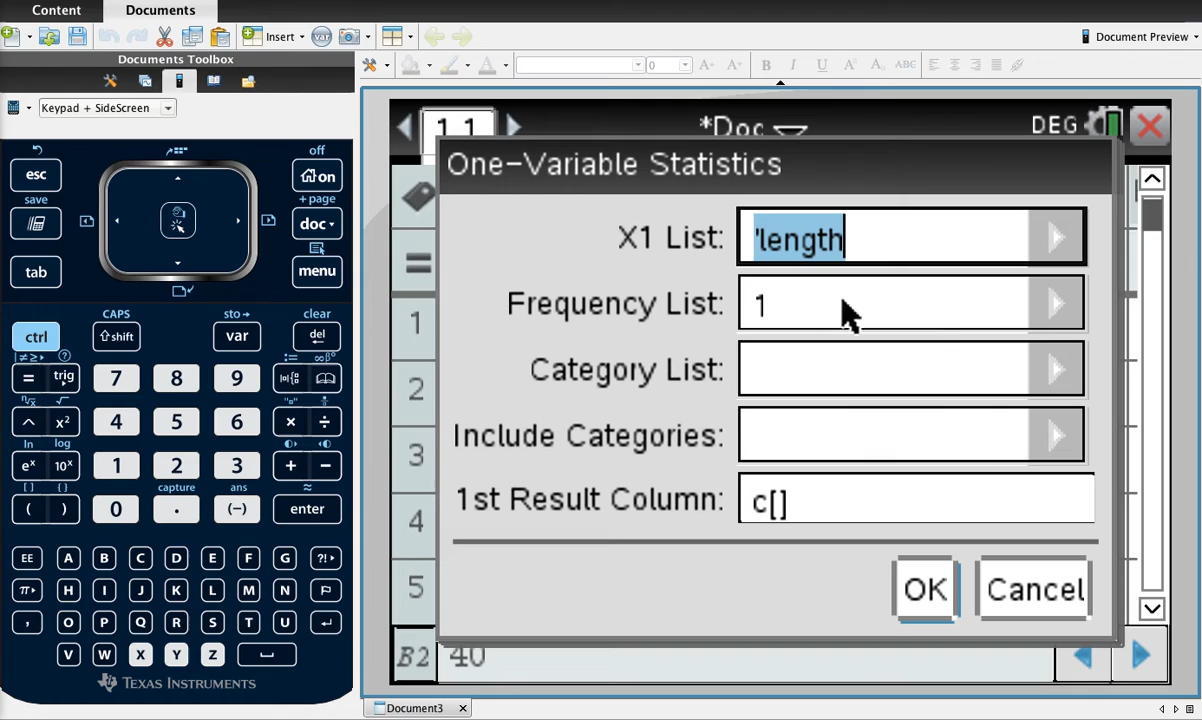 Content
Documents
Insert
var
Document Preview
Documents Toolbox
0
B I U
ABC
Keypad + SideScreen
1.1
*Doc
DEG
One-Variable Statistics
X1 List:
'length
Frequency List:
1
Category List:
Include Categories:
1st Result Column:
c[]
OK
Cancel
1
2
3
4
5
B2
40
off
esc
on
save
+ page
doc
tab
menu
CAPS
sto→
clear
ctrl
shift
var
del
=≠≥▸
?
:=
∞β°
=
trig
7
8
9
√
^
x²
4
5
6
×
÷
ln
log
eˣ
10ˣ
1
2
3
+
−
[ ]
{ }
capture
ans
≈
(
)
0
.
(−)
enter
EE
A
B
C
D
E
F
G
?!▸
π▸
H
I
J
K
L
M
N
,
O
P
Q
R
S
T
U
V
W
X
Y
Z
TEXAS INSTRUMENTS
Document3